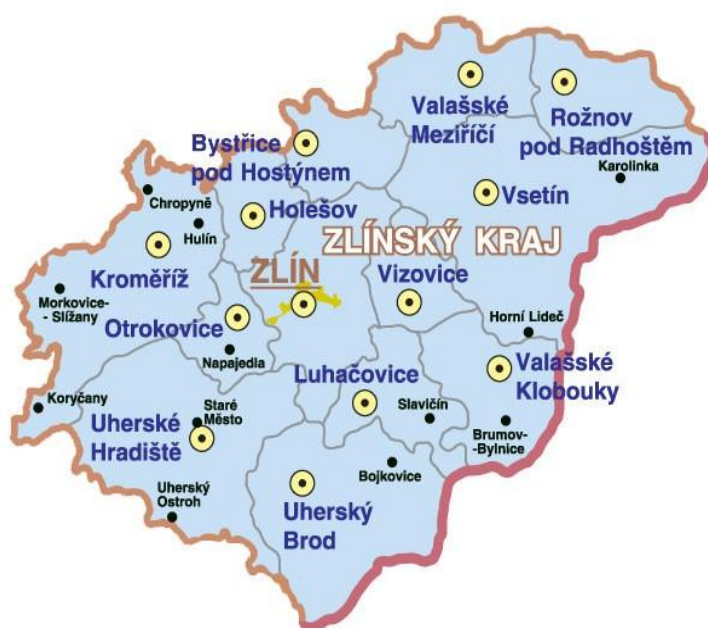 Valašské
Meziříčí
Rožnov
pod Radhoštěm
Karolinka
Bystřice
pod Hostýnem
Chropyně
Holešov
Hulín
Vsetín
ZLÍNSKÝ KRAJ
Kroměříž
ZLÍN
Vizovice
Morkovice-
- Slížany
Otrokovice
Napajedla
Horní Lideč
Valašské
Klobouky
Luhačovice
Koryčany
Staré
Město
Slavičín
Uherské
Hradiště
Brumov-
-Bylnice
Bojkovice
Uherský
Ostroh
Uherský
Brod